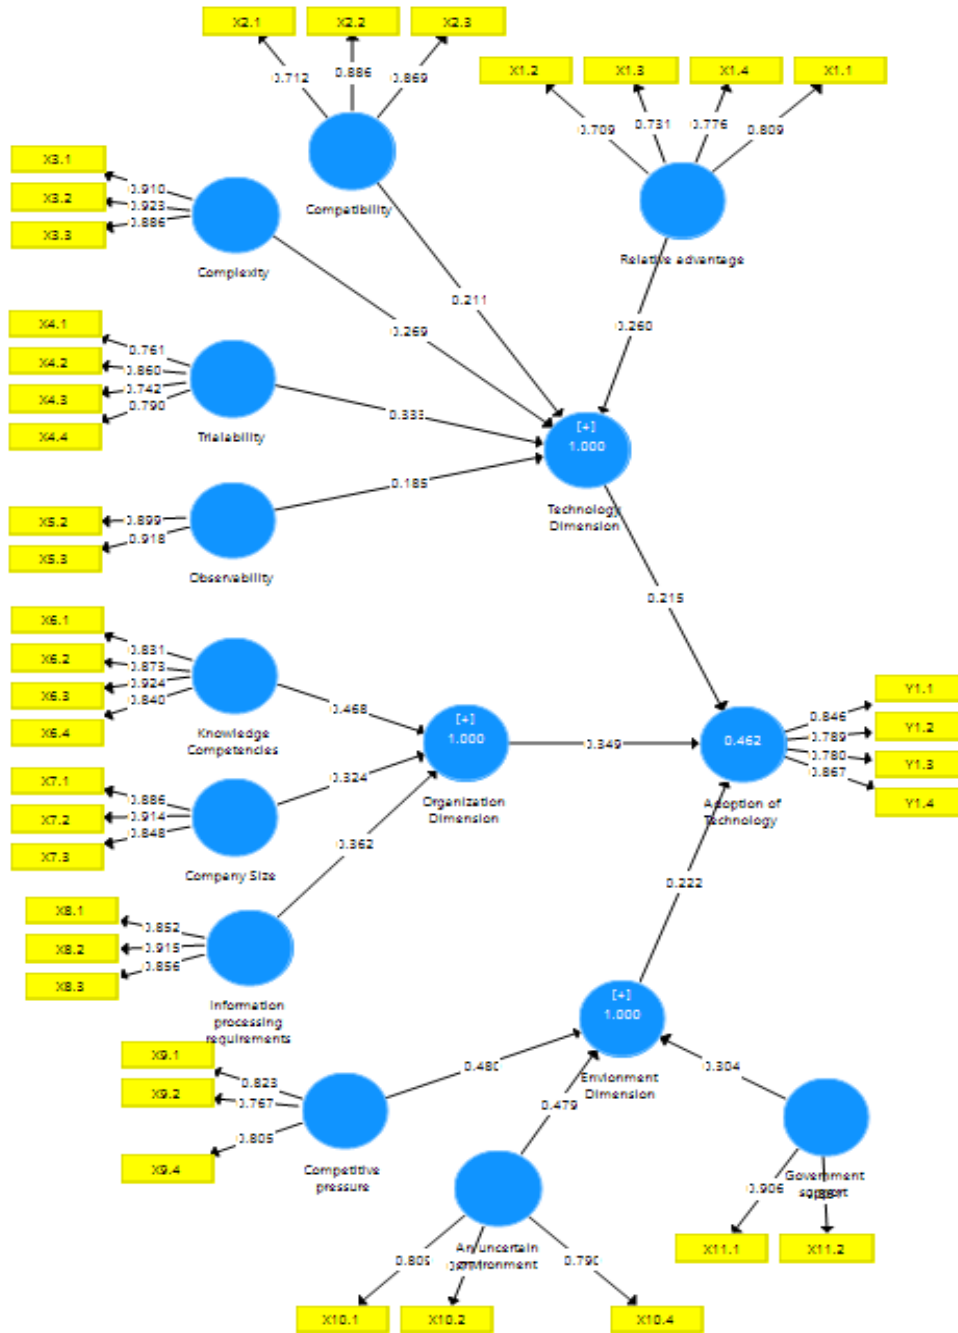 X2.1
X2.2
X2.3
0.712
0.886
0.869
Compatibility
X1.2
X1.3
X1.4
X1.1
0.709
0.731
0.776
0.809
Relative advantage
X3.1
X3.2
X3.3
0.910
0.923
0.886
Complexity
0.211
0.269
0.260
X4.1
X4.2
X4.3
X4.4
0.761
0.860
0.742
0.790
Trialability
0.333
[+]
1.000
Technology
Dimension
X5.2
X5.3
0.899
0.918
Observability
0.185
0.215
X6.1
X6.2
X6.3
X6.4
0.831
0.873
0.924
0.840
Knowledge
Competencies
0.468
[+]
1.000
Organization
Dimension
0.349
0.462
Adoption of
Technology
0.846
0.789
0.780
0.867
Y1.1
Y1.2
Y1.3
Y1.4
X7.1
X7.2
X7.3
0.886
0.914
0.848
Company Size
0.324
0.362
X8.1
X8.2
X8.3
0.852
0.915
0.856
Information
processing
requirements
0.222
[+]
1.000
Envionment
Dimension
X9.1
X9.2
X9.4
0.823
0.767
0.805
Competitive
pressure
0.480
0.479
0.304
An uncertain
environment
0.790
X10.1
X10.2
X10.4
Government
support
0.906
X11.1
X11.2